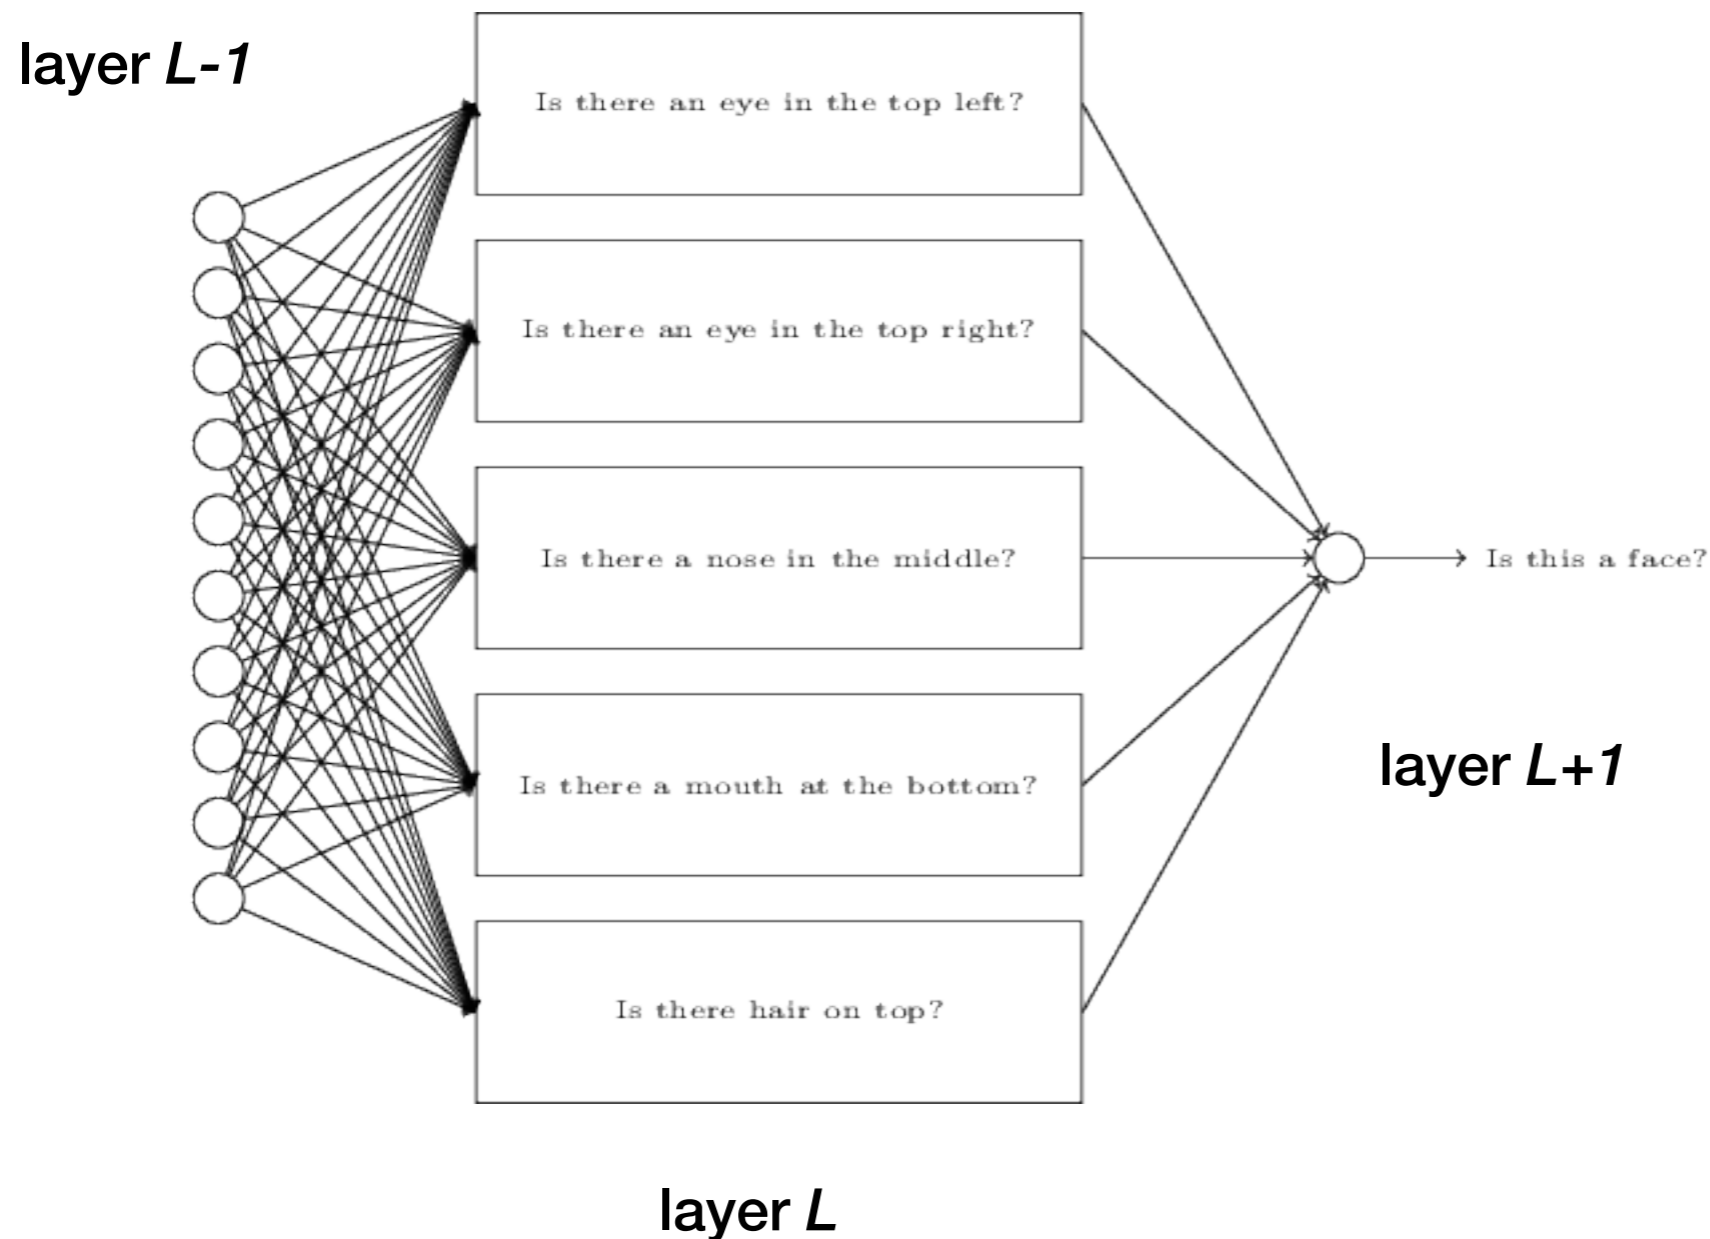 layer L-1
Is there an eye in the top left?
Is there an eye in the top right?
Is there a nose in the middle?
Is this a face?
Is there a mouth at the bottom?
layer L+1
Is there hair on top?
layer L